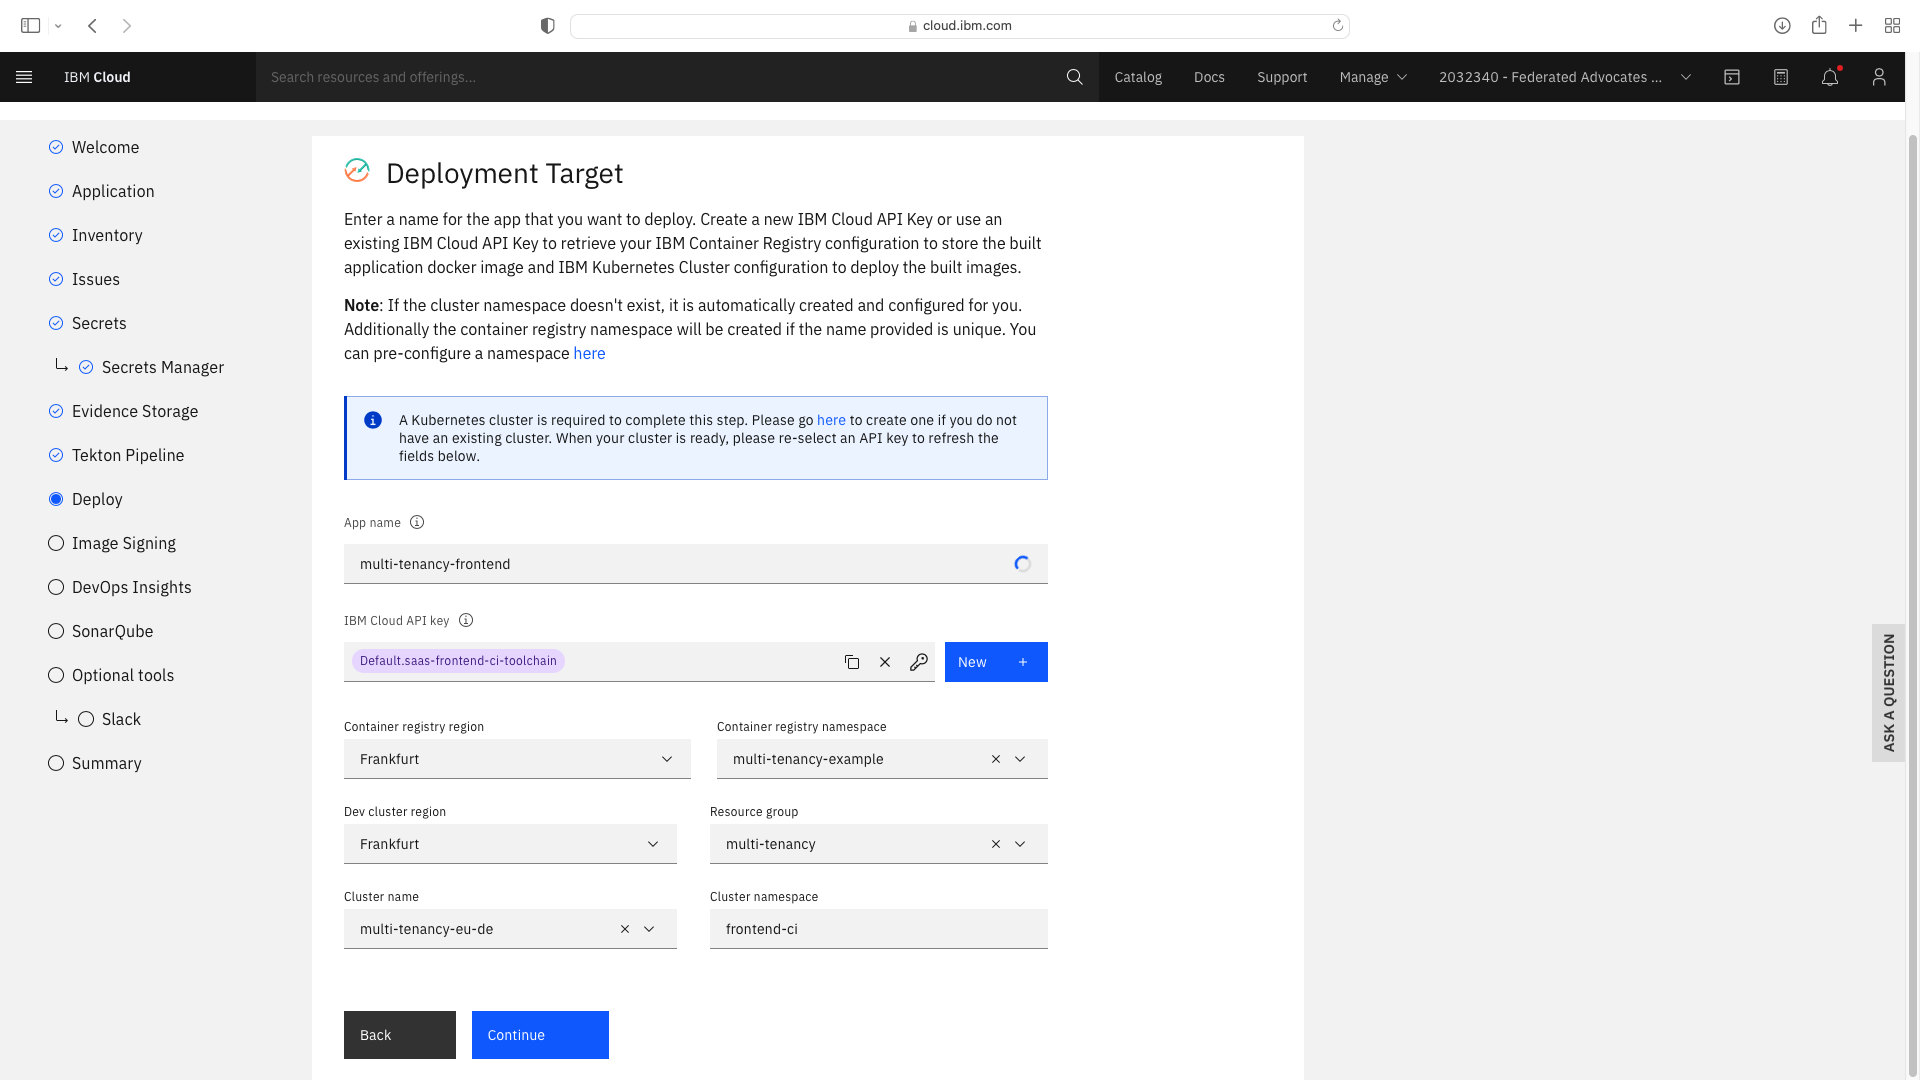 cloud.ibm.com
IBM Cloud
Search resources and offerings...
Catalog
Docs
Support
Manage
2032340 - Federated Advocates ...
Welcome
Application
Inventory
Issues
Secrets
Secrets Manager
Evidence Storage
Tekton Pipeline
Deploy
Image Signing
DevOps Insights
SonarQube
Optional tools
Slack
Summary
Deployment Target
Enter a name for the app that you want to deploy. Create a new IBM Cloud API Key or use an
existing IBM Cloud API Key to retrieve your IBM Container Registry configuration to store the built
application docker image and IBM Kubernetes Cluster configuration to deploy the built images.
Note: If the cluster namespace doesn't exist, it is automatically created and configured for you.
Additionally the container registry namespace will be created if the name provided is unique. You
can pre-configure a namespace here
A Kubernetes cluster is required to complete this step. Please go here to create one if you do not
have an existing cluster. When your cluster is ready, please re-select an API key to refresh the
fields below.
App name
multi-tenancy-frontend
IBM Cloud API key
Default.saas-frontend-ci-toolchain
New +
Container registry region
Frankfurt
Container registry namespace
multi-tenancy-example
Dev cluster region
Frankfurt
Resource group
multi-tenancy
Cluster name
multi-tenancy-eu-de
Cluster namespace
frontend-ci
Back
Continue
ASK A QUESTION